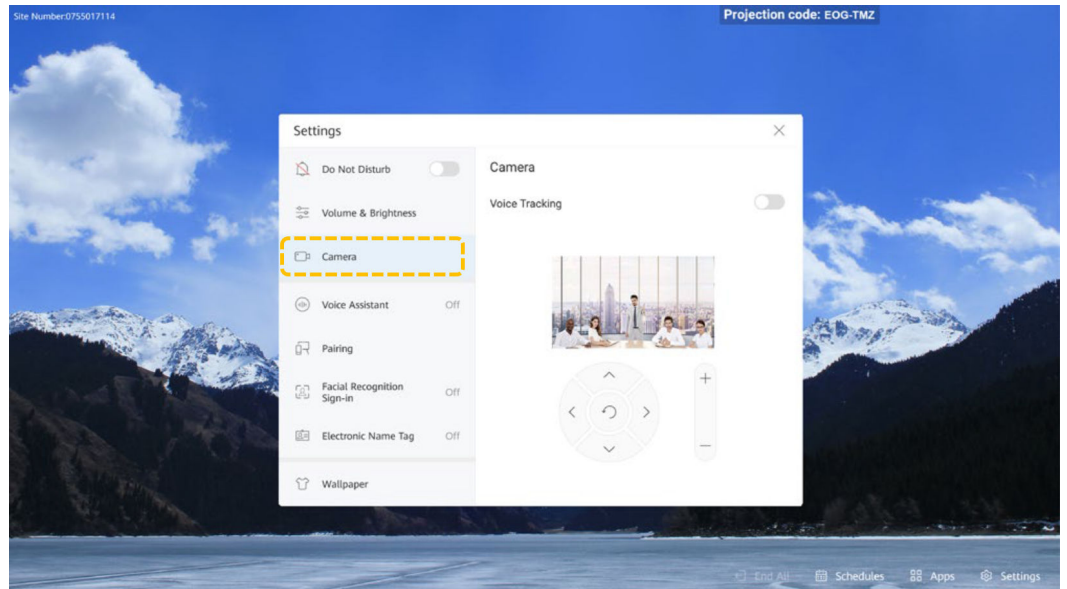 Site Number:0755017114
Projection code: EOG-TMZ
Settings
Do Not Disturb
Camera
Volume & Brightness
Voice Tracking
Camera
Voice Assistant Off
Pairing
Facial Recognition
Sign-in Off
Electronic Name Tag Off
Wallpaper
End All Schedules Apps Settings